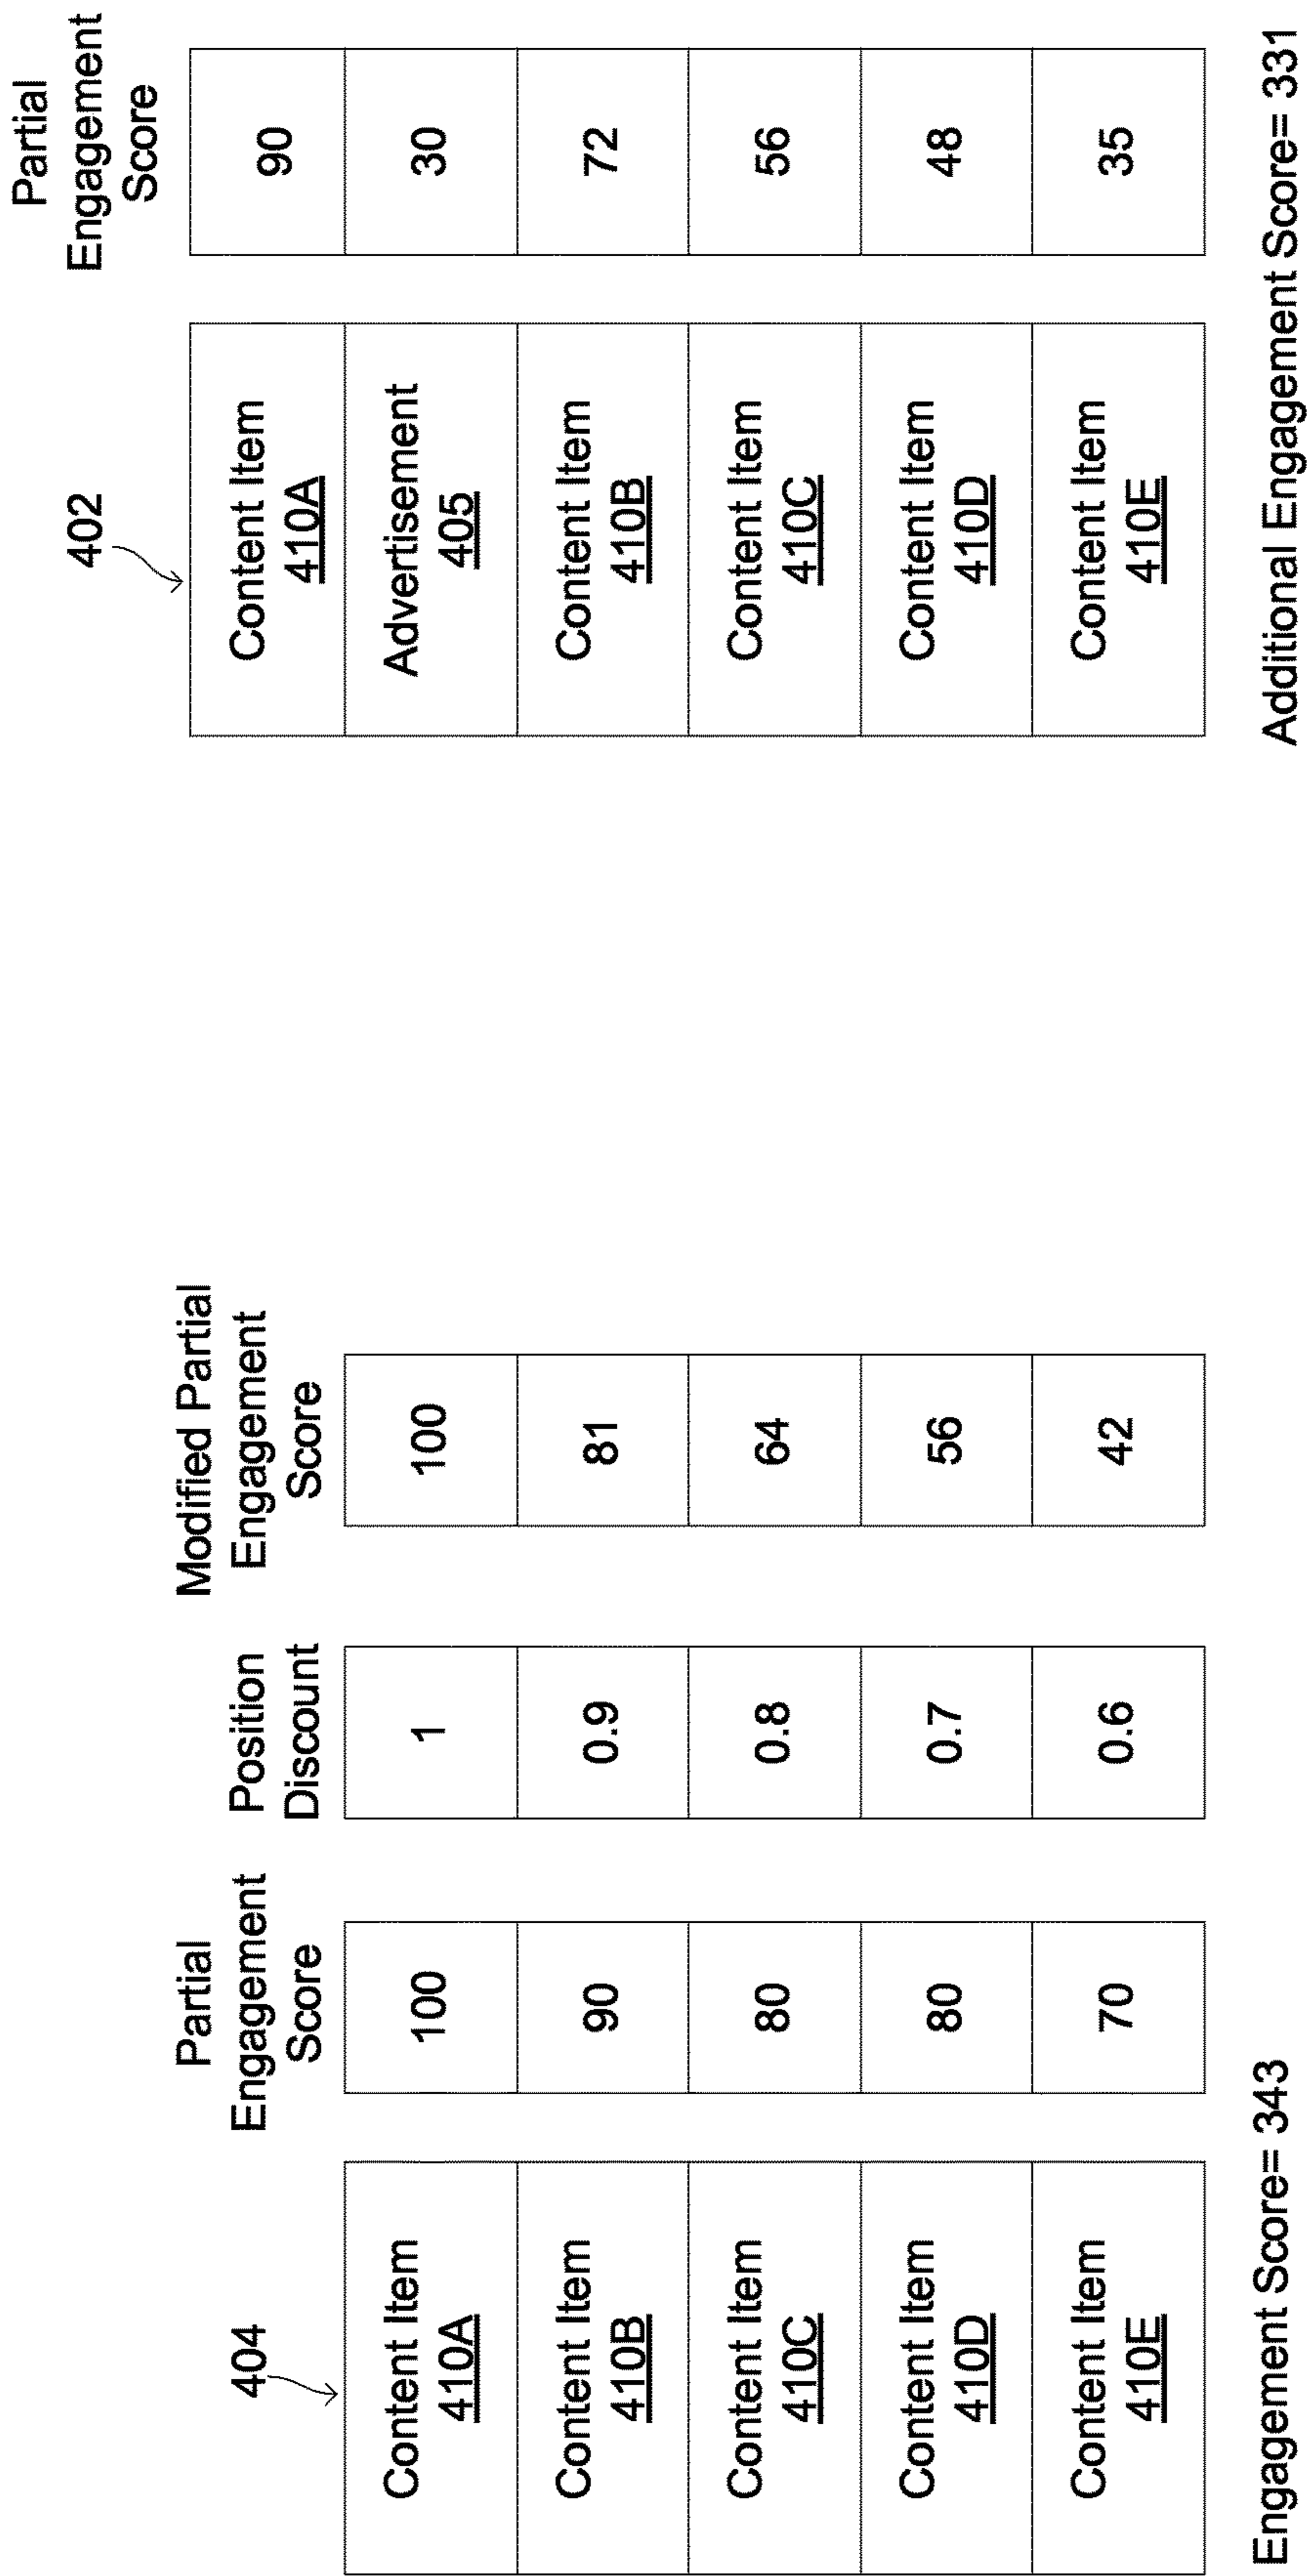 404
Content Item
410A
Content Item
410B
Content Item
410C
Content Item
410D
Content Item
410E
Engagement Score= 343
Partial
Engagement
Score
100
90
80
80
70
Position
Discount
1
0.9
0.8
0.7
0.6
Modified Partial
Engagement
Score
100
81
64
56
42
402
Content Item
410A
Advertisement
405
Content Item
410B
Content Item
410C
Content Item
410D
Content Item
410E
Partial
Engagement
Score
90
30
72
56
48
35
Additional Engagement Score= 331